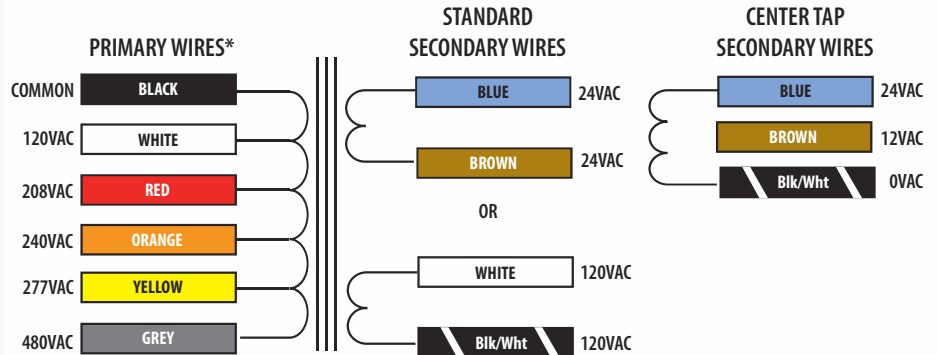 PRIMARY WIRES*
COMMON BLACK
120VAC WHITE
208VAC RED
240VAC ORANGE
277VAC YELLOW
480VAC GREY
STANDARD
SECONDARY WIRES
BLUE 24VAC
BROWN 24VAC
OR
WHITE 120VAC
Blk/Wht 120VAC
CENTER TAP
SECONDARY WIRES
BLUE 24VAC
BROWN 12VAC
Blk/Wht 0VAC